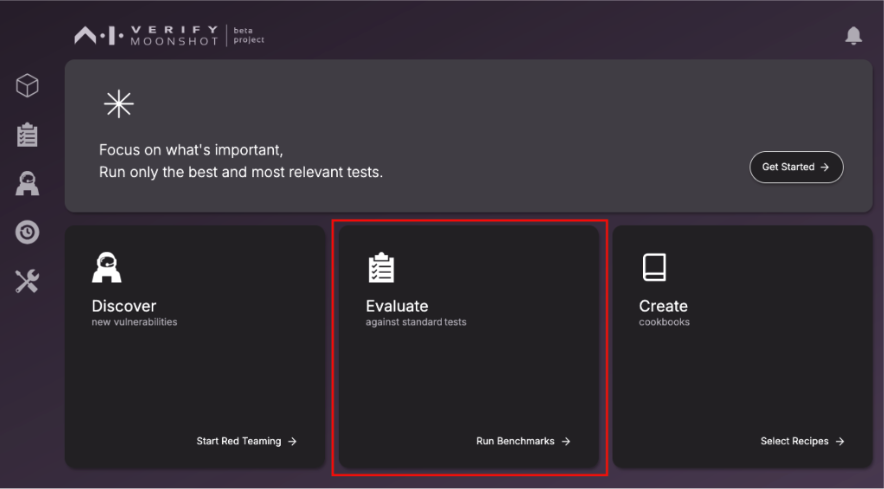 A.I. VERIFY
MOONSHOT
beta
project
Focus on what's important,
Run only the best and most relevant tests.
Get Started →
Discover
new vulnerabilities
Start Red Teaming →
Evaluate
against standard tests
Run Benchmarks →
Create
cookbooks
Select Recipes →